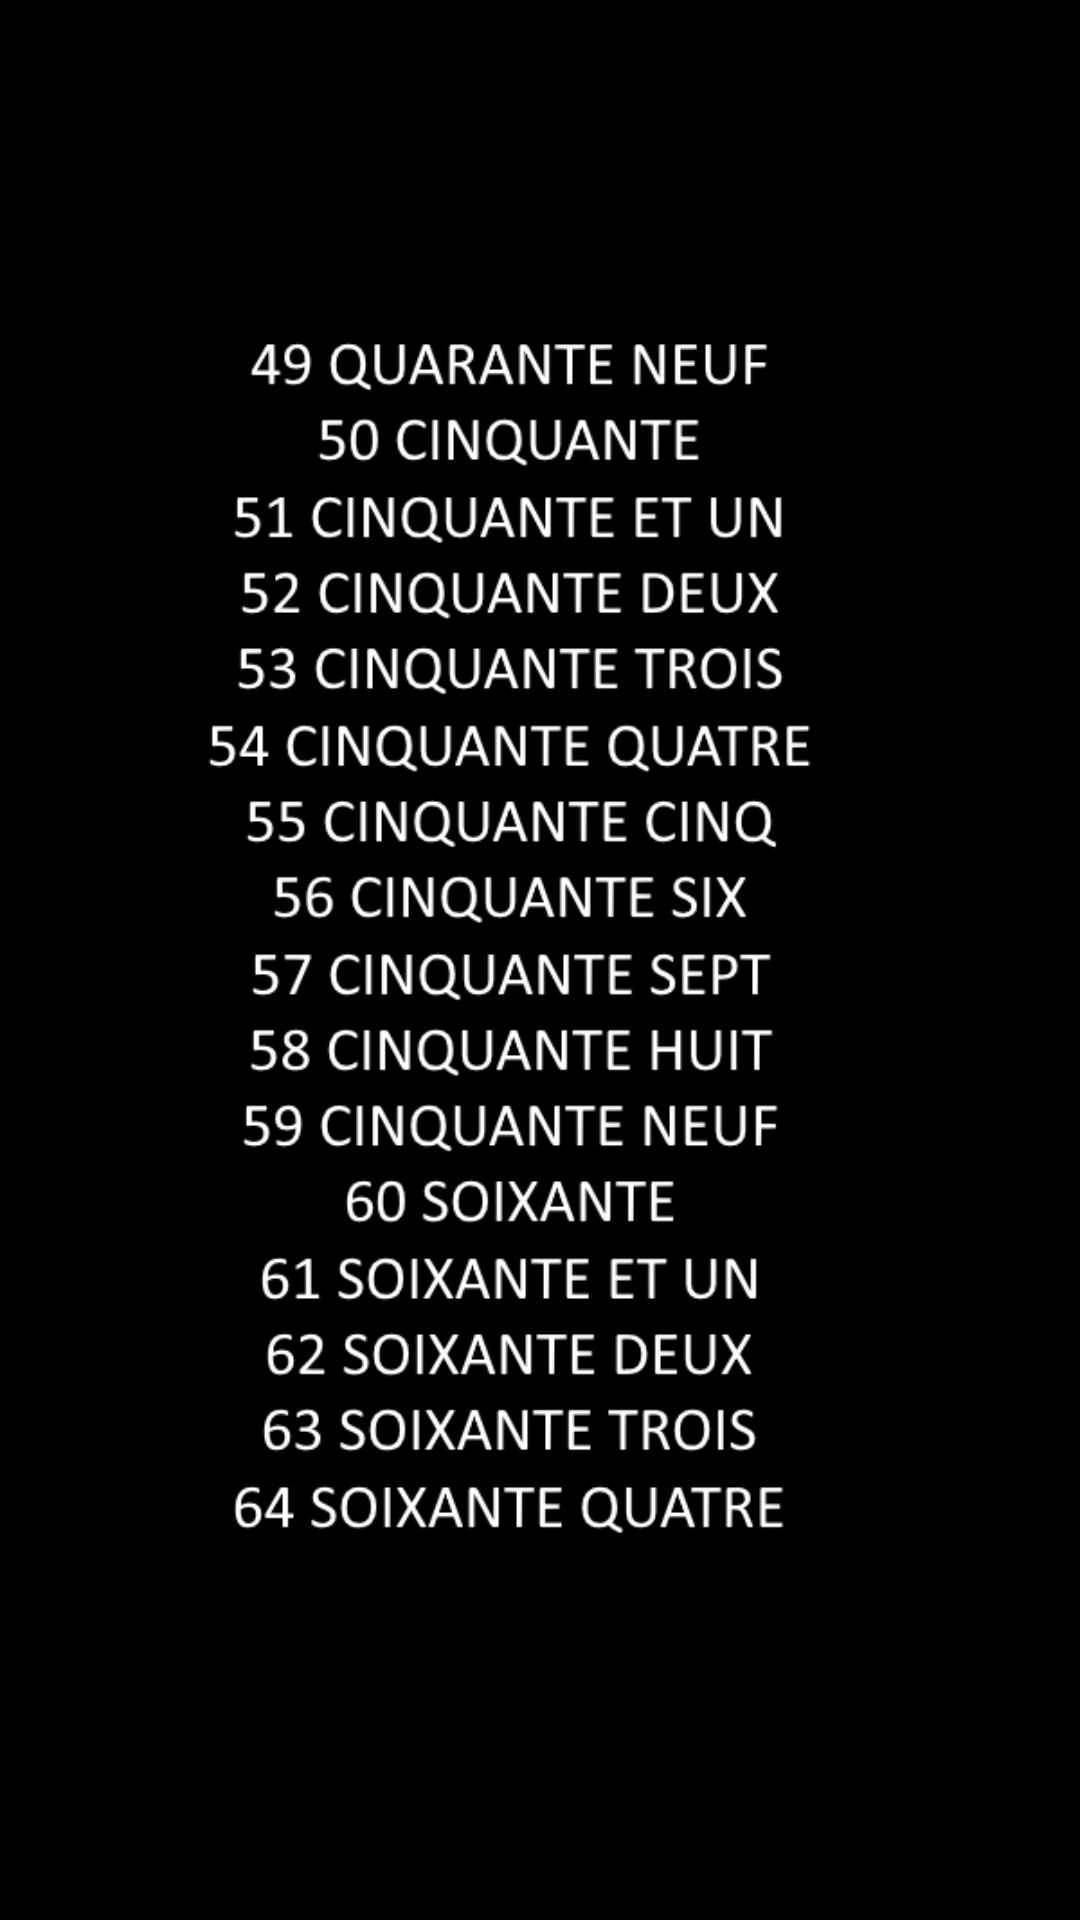 49 QUARANTE NEUF
50 CINQUANTE
51 CINQUANTE ET UN
52 CINQUANTE DEUX
53 CINQUANTE TROIS
54 CINQUANTE QUATRE
55 CINQUANTE CINQ
56 CINQUANTE SIX
57 CINQUANTE SEPT
58 CINQUANTE HUIT
59 CINQUANTE NEUF
60 SOIXANTE
61 SOIXANTE ET UN
62 SOIXANTE DEUX
63 SOIXANTE TROIS
64 SOIXANTE QUATRE